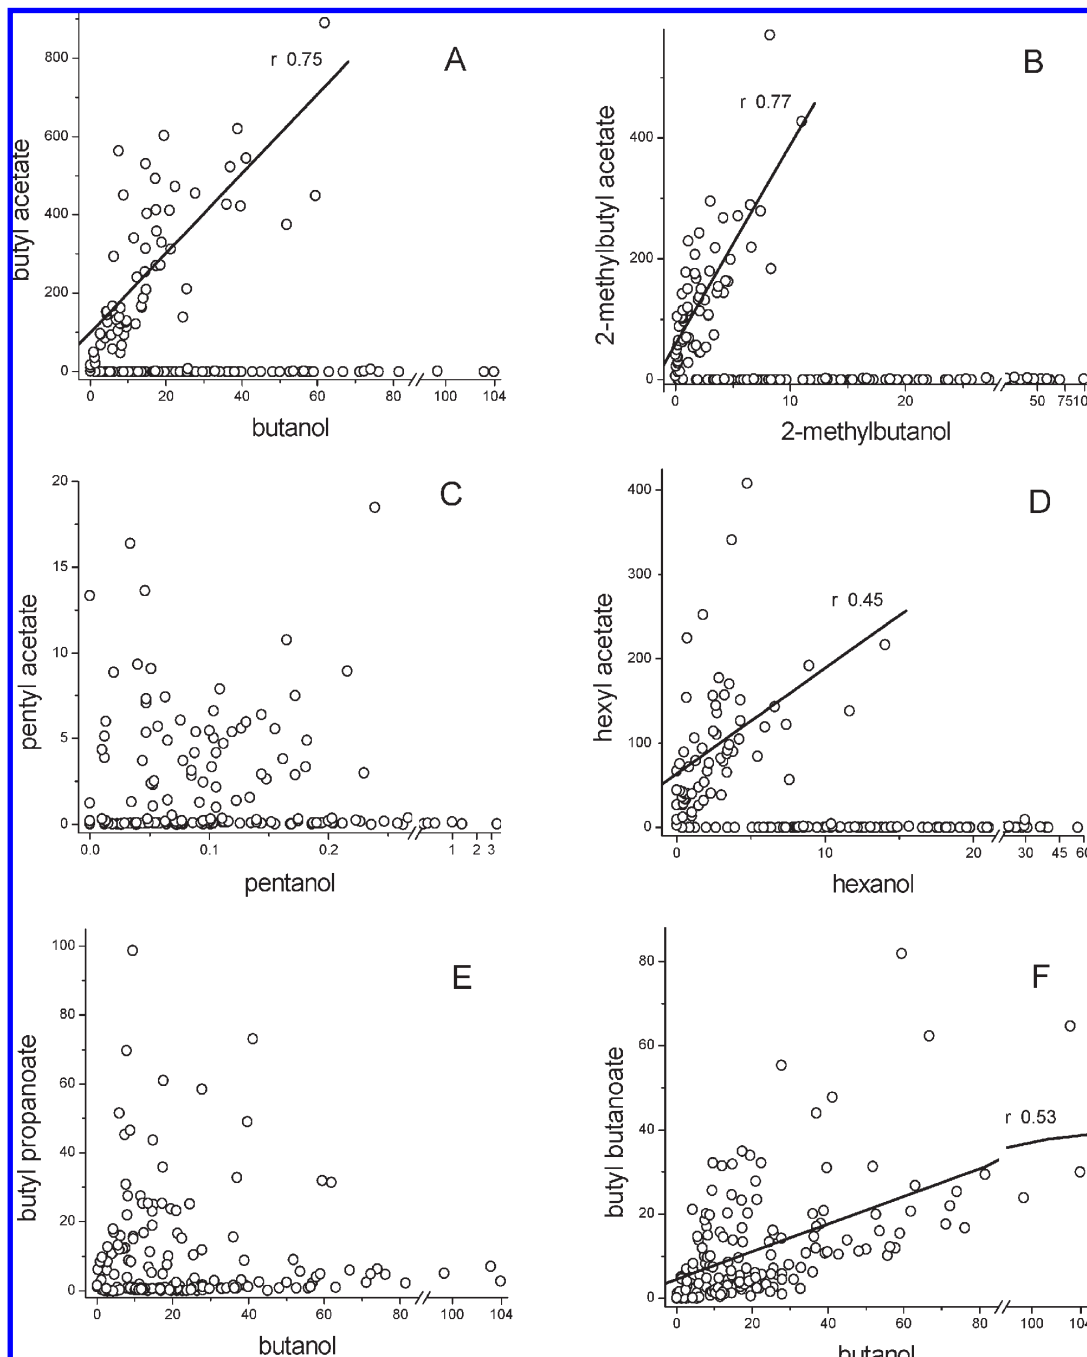 A
r 0.75
butyl acetate
800
600
400
200
0
0 20 40 60 80 100 104
butanol
B
r 0.77
2-methylbutyl acetate
400
200
0
0 10 20 50 7510
2-methylbutanol
C
pentyl acetate
20
15
10
5
0
0.0 0.1 0.2 1 2 3
pentanol
D
r 0.45
hexyl acetate
400
300
200
100
0
0 10 20 30 45 60
hexanol
E
butyl propanoate
100
80
60
40
20
0
0 20 40 60 80 100 104
butanol
F
r 0.53
butyl butanoate
80
60
40
20
0
0 20 40 60 80 100 104
butanol